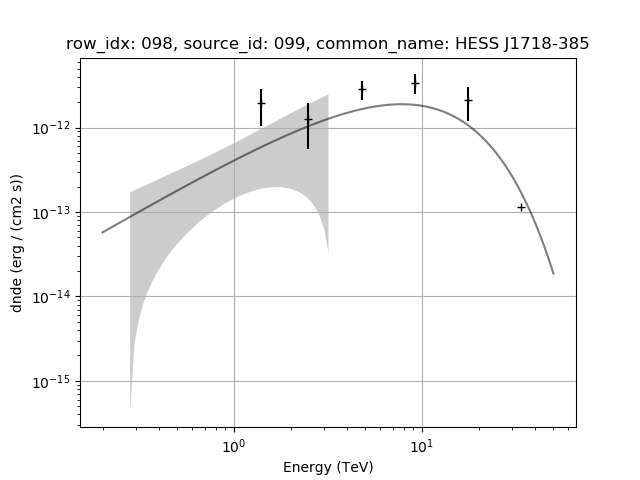 row_idx: 098, source_id: 099, common_name: HESS J1718-385
dnde (erg / (cm2 s))
10⁻¹²
10⁻¹³
10⁻¹⁴
10⁻¹⁵
10⁰
10¹
Energy (TeV)